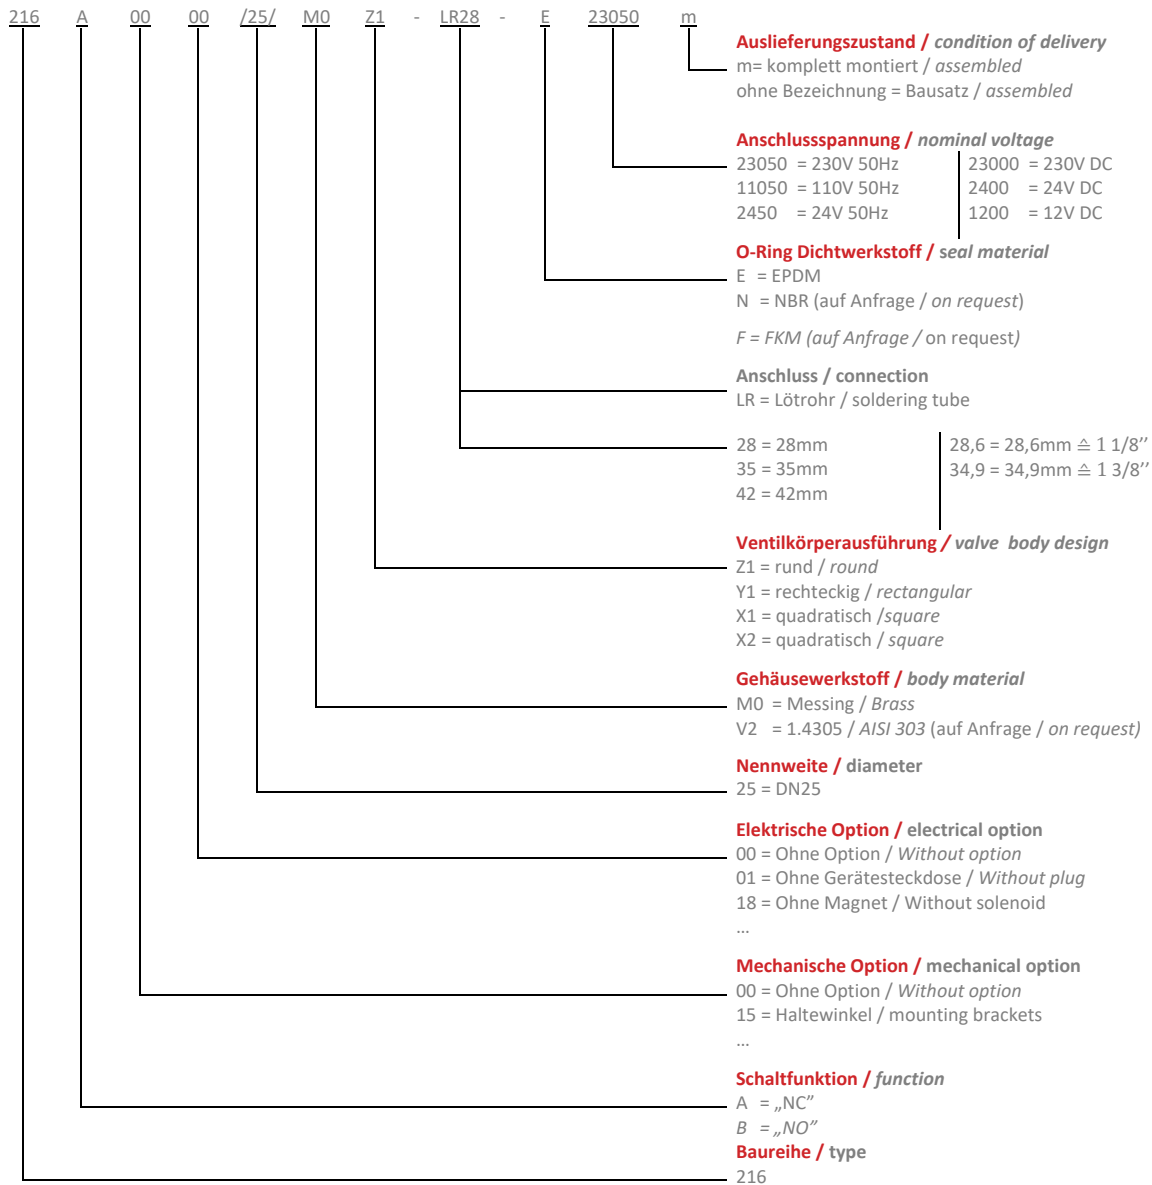 216 A 00 00 /25/ M0 Z1 - LR28 - E 23050 m
Auslieferungszustand / condition of delivery
m= komplett montiert / assembled
ohne Bezeichnung = Bausatz / assembled
Anschlussspannung / nominal voltage
23050 = 230V 50Hz 23000 = 230V DC
11050 = 110V 50Hz 2400 = 24V DC
2450 = 24V 50Hz 1200 = 12V DC
O-Ring Dichtwerkstoff / seal material
E = EPDM
N = NBR (auf Anfrage / on request)
F = FKM (auf Anfrage / on request)
Anschluss / connection
LR = Lötrohr / soldering tube
28 = 28mm 28,6 = 28,6mm ≙ 1 1/8’’
35 = 35mm 34,9 = 34,9mm ≙ 1 3/8’’
42 = 42mm
Ventilkörperausführung / valve body design
Z1 = rund / round
Y1 = rechteckig / rectangular
X1 = quadratisch /square
X2 = quadratisch / square
Gehäusewerkstoff / body material
M0 = Messing / Brass
V2 = 1.4305 / AISI 303 (auf Anfrage / on request)
Nennweite / diameter
25 = DN25
Elektrische Option / electrical option
00 = Ohne Option / Without option
01 = Ohne Gerätesteckdose / Without plug
18 = Ohne Magnet / Without solenoid
…
Mechanische Option / mechanical option
00 = Ohne Option / Without option
15 = Haltewinkel / mounting brackets
…
Schaltfunktion / function
A = „NC”
B = „NO”
Baureihe / type
216